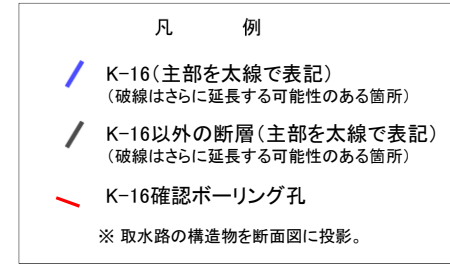 凡 例
K-16(主部を太線で表記)
(破線はさらに延長する可能性のある箇所)
K-16以外の断層(主部を太線で表記)
(破線はさらに延長する可能性のある箇所)
K-16確認ボーリング孔
※ 取水路の構造物を断面図に投影。